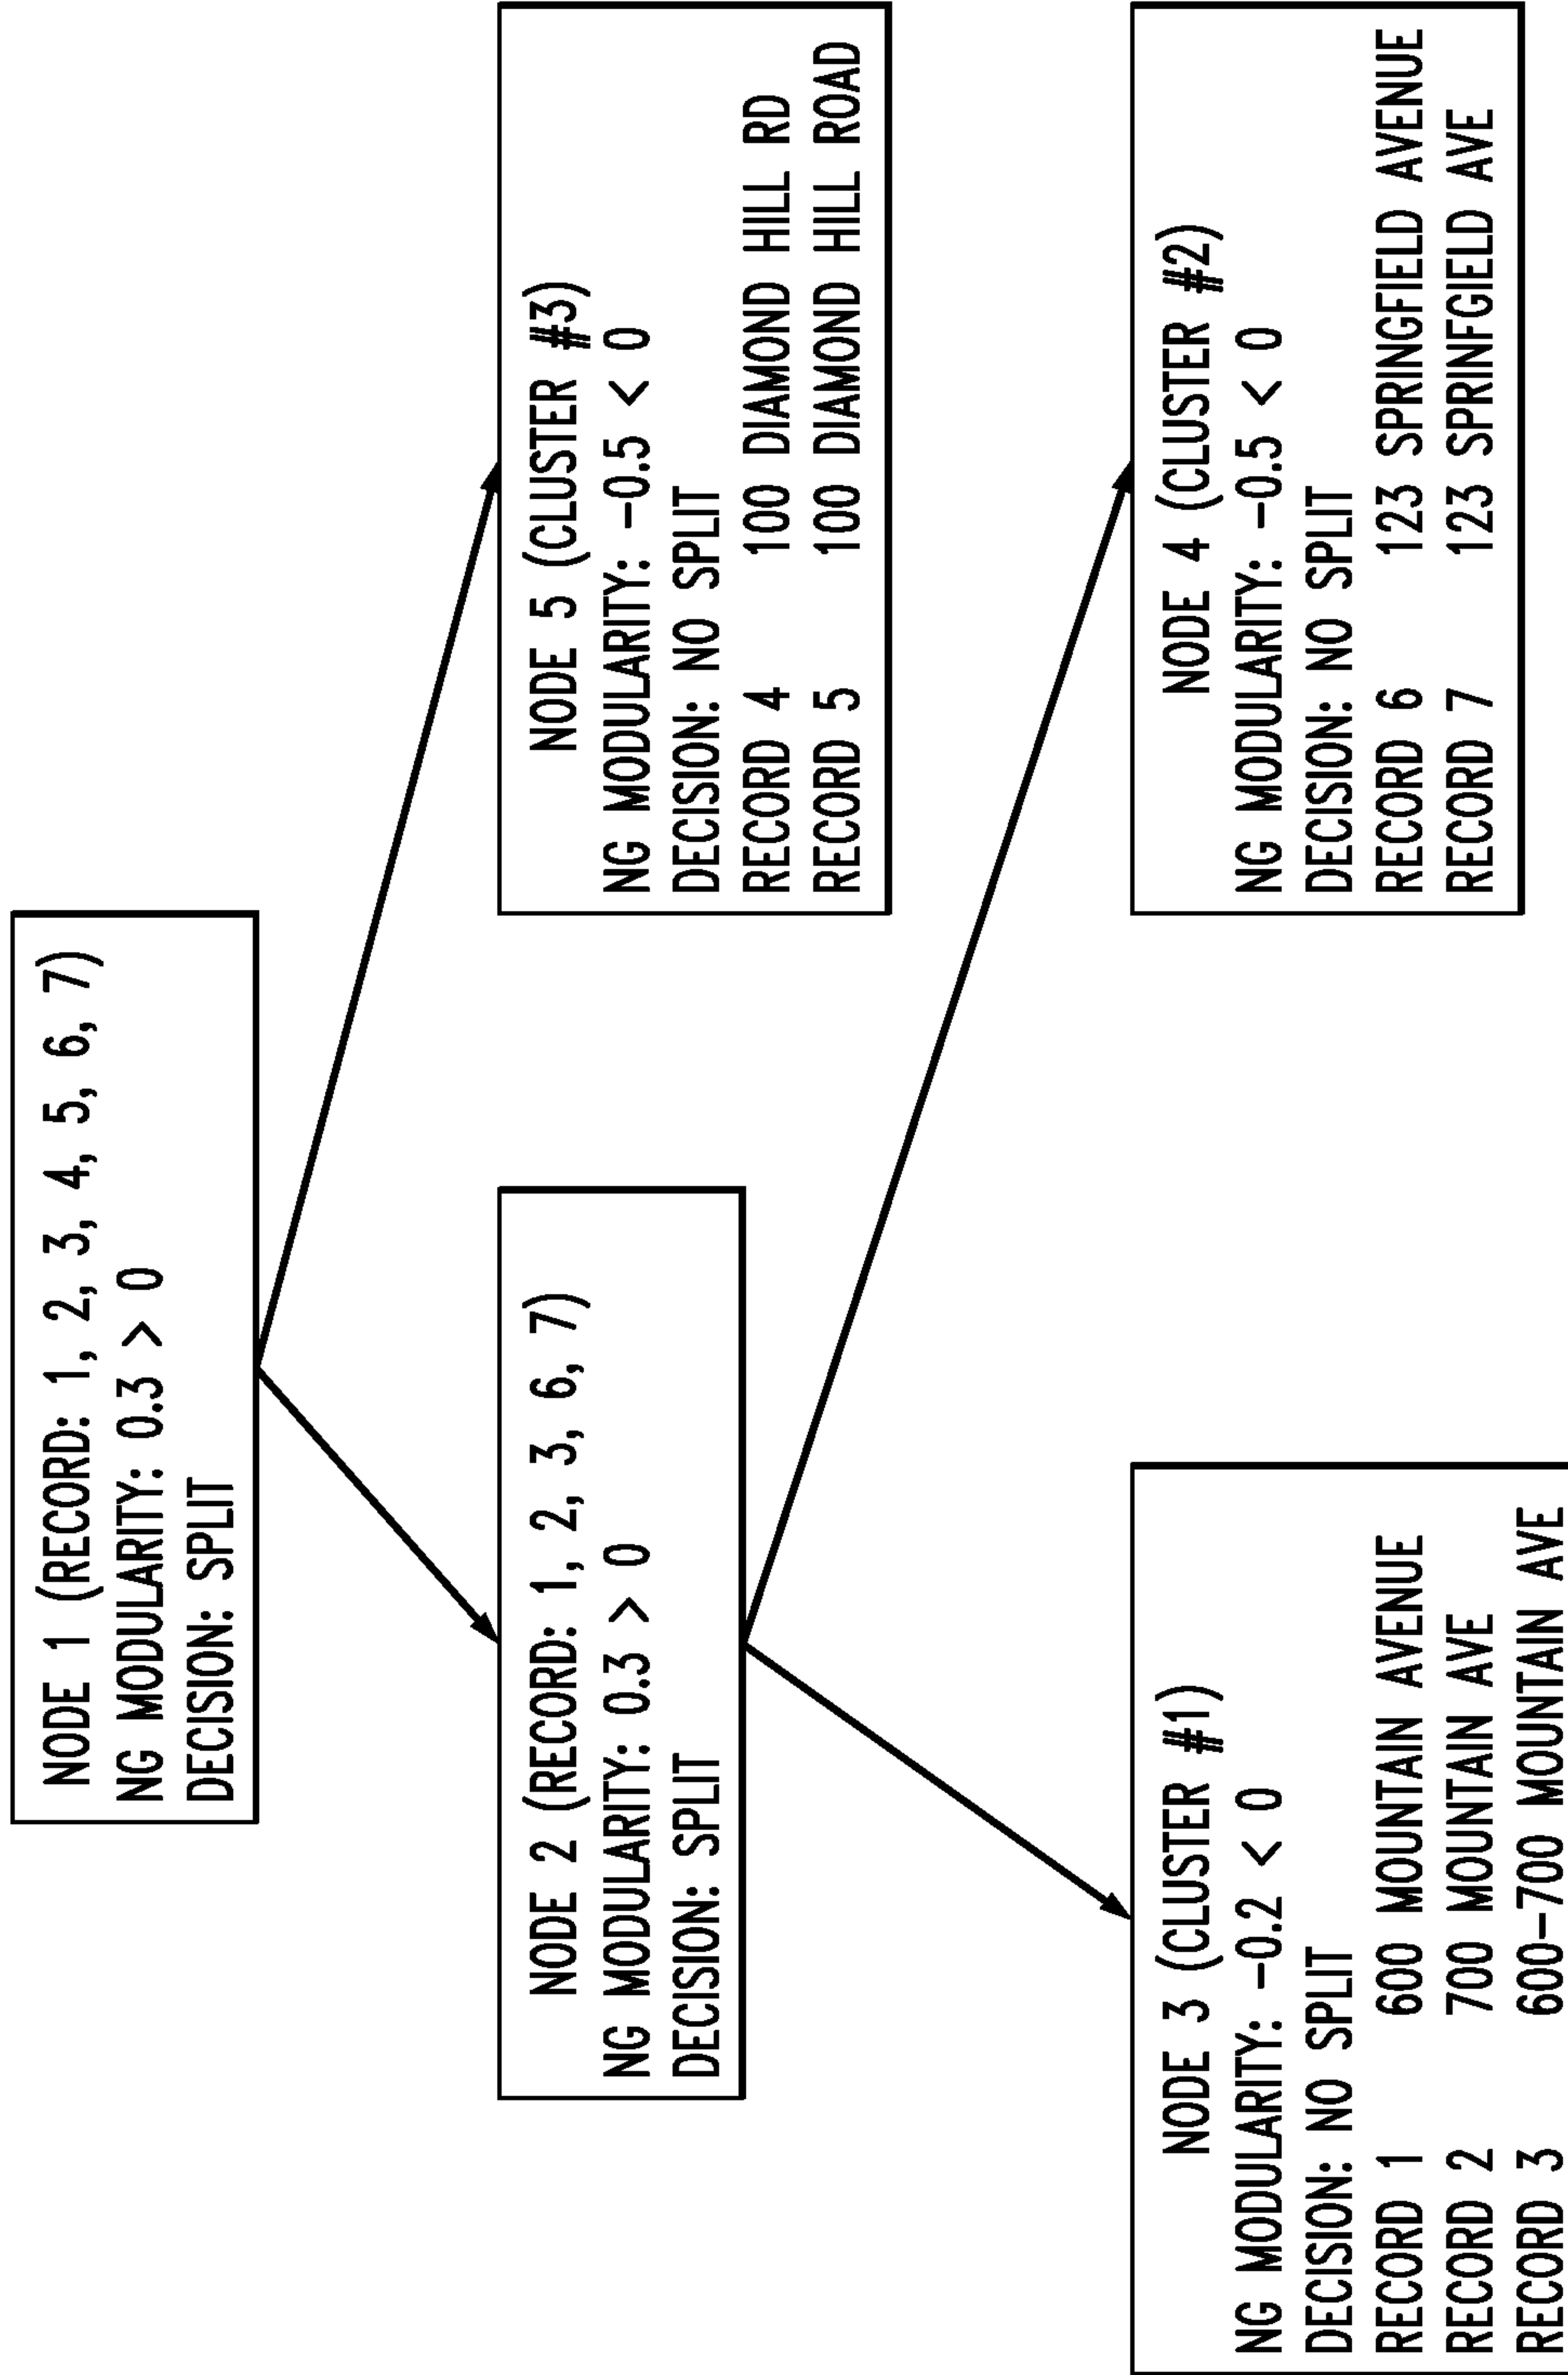 NODE 1 (RECORD: 1, 2, 3, 4, 5, 6, 7)
NG MODULARITY: 0.3 > 0
DECISION: SPLIT
NODE 2 (RECORD: 1, 2, 3, 6, 7)
NG MODULARITY: 0.3 > 0
DECISION: SPLIT
NODE 5 (CLUSTER #3)
NG MODULARITY: -0.5 < 0
DECISION: NO SPLIT
RECORD 4 100 DIAMOND HILL RD
RECORD 5 100 DIAMOND HILL ROAD
NODE 3 (CLUSTER #1)
NG MODULARITY: -0.2 < 0
DECISION: NO SPLIT
RECORD 1 600 MOUNTAIN AVENUE
RECORD 2 700 MOUNTAIN AVE
RECORD 3 600-700 MOUNTAIN AVE
NODE 4 (CLUSTER #2)
NG MODULARITY: -0.5 < 0
DECISION: NO SPLIT
RECORD 6 123 SPRINGFIELD AVENUE
RECORD 7 123 SPRINFGIELD AVE